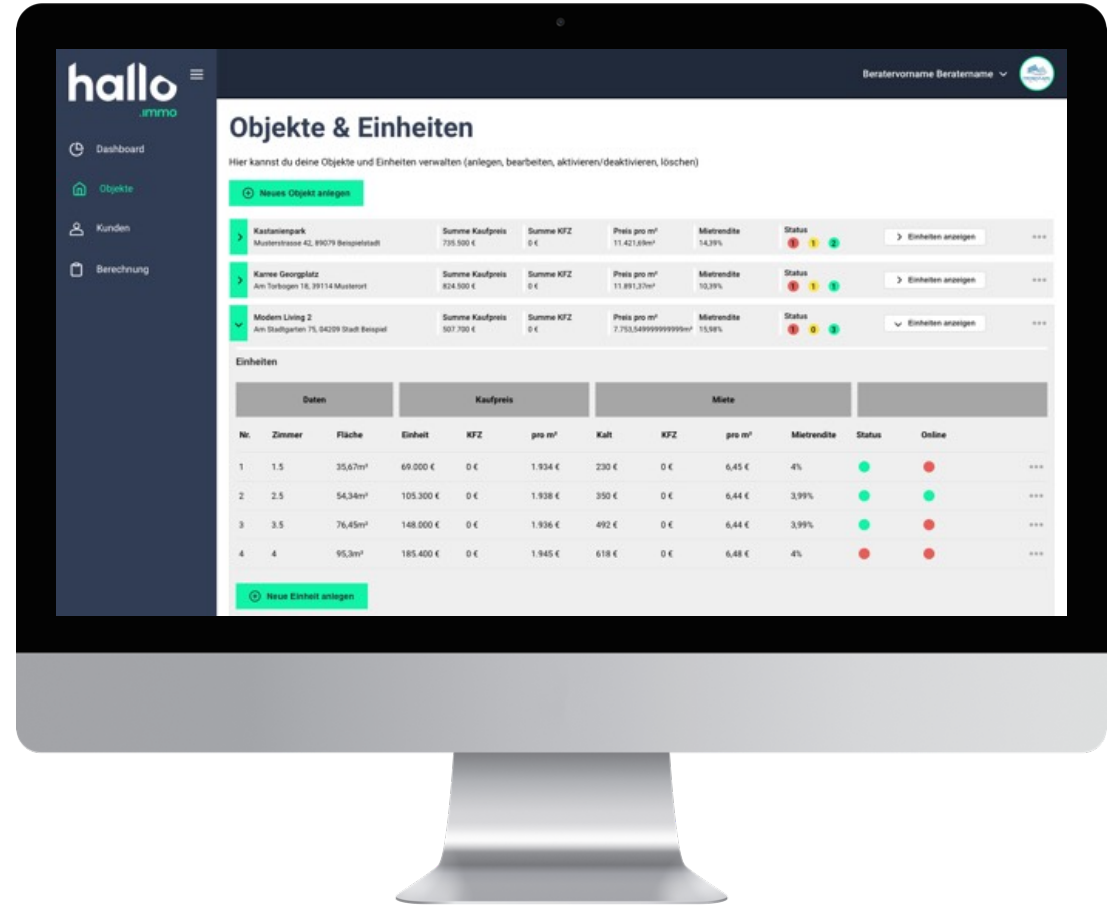 hallo
.immo
Beratervorname Beratername
Dashboard
Objekte
Kunden
Berechnung
Objekte & Einheiten
Hier kannst du deine Objekte und Einheiten verwalten (anlegen, bearbeiten, aktivieren/deaktivieren, löschen)
Neues Objekt anlegen
Kastanienpark Summe Kaufpreis Summe KFZ Preis pro m² Mietrendite Status
Musterstrasse 42, 89079 Beispielstadt 735.500 € 0 € 11.421,69m² 14,39% 1 1 2 Einheiten anzeigen
Karree Georgplatz Summe Kaufpreis Summe KFZ Preis pro m² Mietrendite Status
Am Torbogen 18, 39114 Musterort 824.500 € 0 € 11.891,37m² 10,39% 1 1 1 Einheiten anzeigen
Modern Living 2 Summe Kaufpreis Summe KFZ Preis pro m² Mietrendite Status
Am Stadtgarten 75, 04209 Stadt Beispiel 507.700 € 0 € 7.753,549999999999m² 15,98% 1 0 3 Einheiten anzeigen
Einheiten
Daten Kaufpreis Miete
Nr. Zimmer Fläche Einheit KFZ pro m² Kalt KFZ pro m² Mietrendite Status Online
1 1.5 35,67m² 69.000 € 0 € 1.934 € 230 € 0 € 6,45 € 4%
2 2.5 54,34m² 105.300 € 0 € 1.938 € 350 € 0 € 6,44 € 3,99%
3 3.5 76,45m² 148.000 € 0 € 1.936 € 492 € 0 € 6,44 € 3,99%
4 4 95,3m² 185.400 € 0 € 1.945 € 618 € 0 € 6,48 € 4%
Neue Einheit anlegen